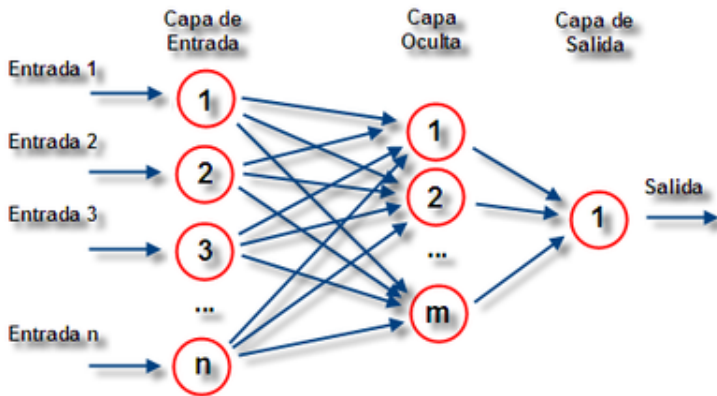 Capa de
Entrada
Capa
Oculta
Capa de
Salida
Entrada 1
1
Entrada 2
2
Entrada 3
3
...
Entrada n
n
1
2
...
m
1
Salida